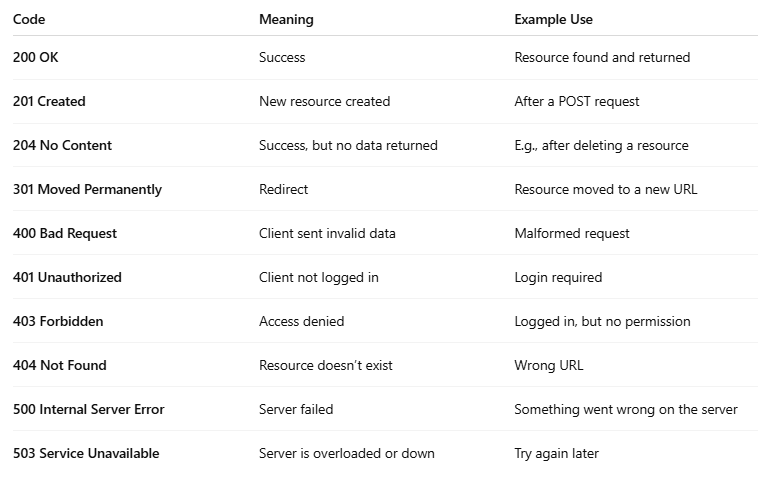 Code Meaning Example Use
200 OK Success Resource found and returned
201 Created New resource created After a POST request
204 No Content Success, but no data returned E.g., after deleting a resource
301 Moved Permanently Redirect Resource moved to a new URL
400 Bad Request Client sent invalid data Malformed request
401 Unauthorized Client not logged in Login required
403 Forbidden Access denied Logged in, but no permission
404 Not Found Resource doesn't exist Wrong URL
500 Internal Server Error Server failed Something went wrong on the server
503 Service Unavailable Server is overloaded or down Try again later